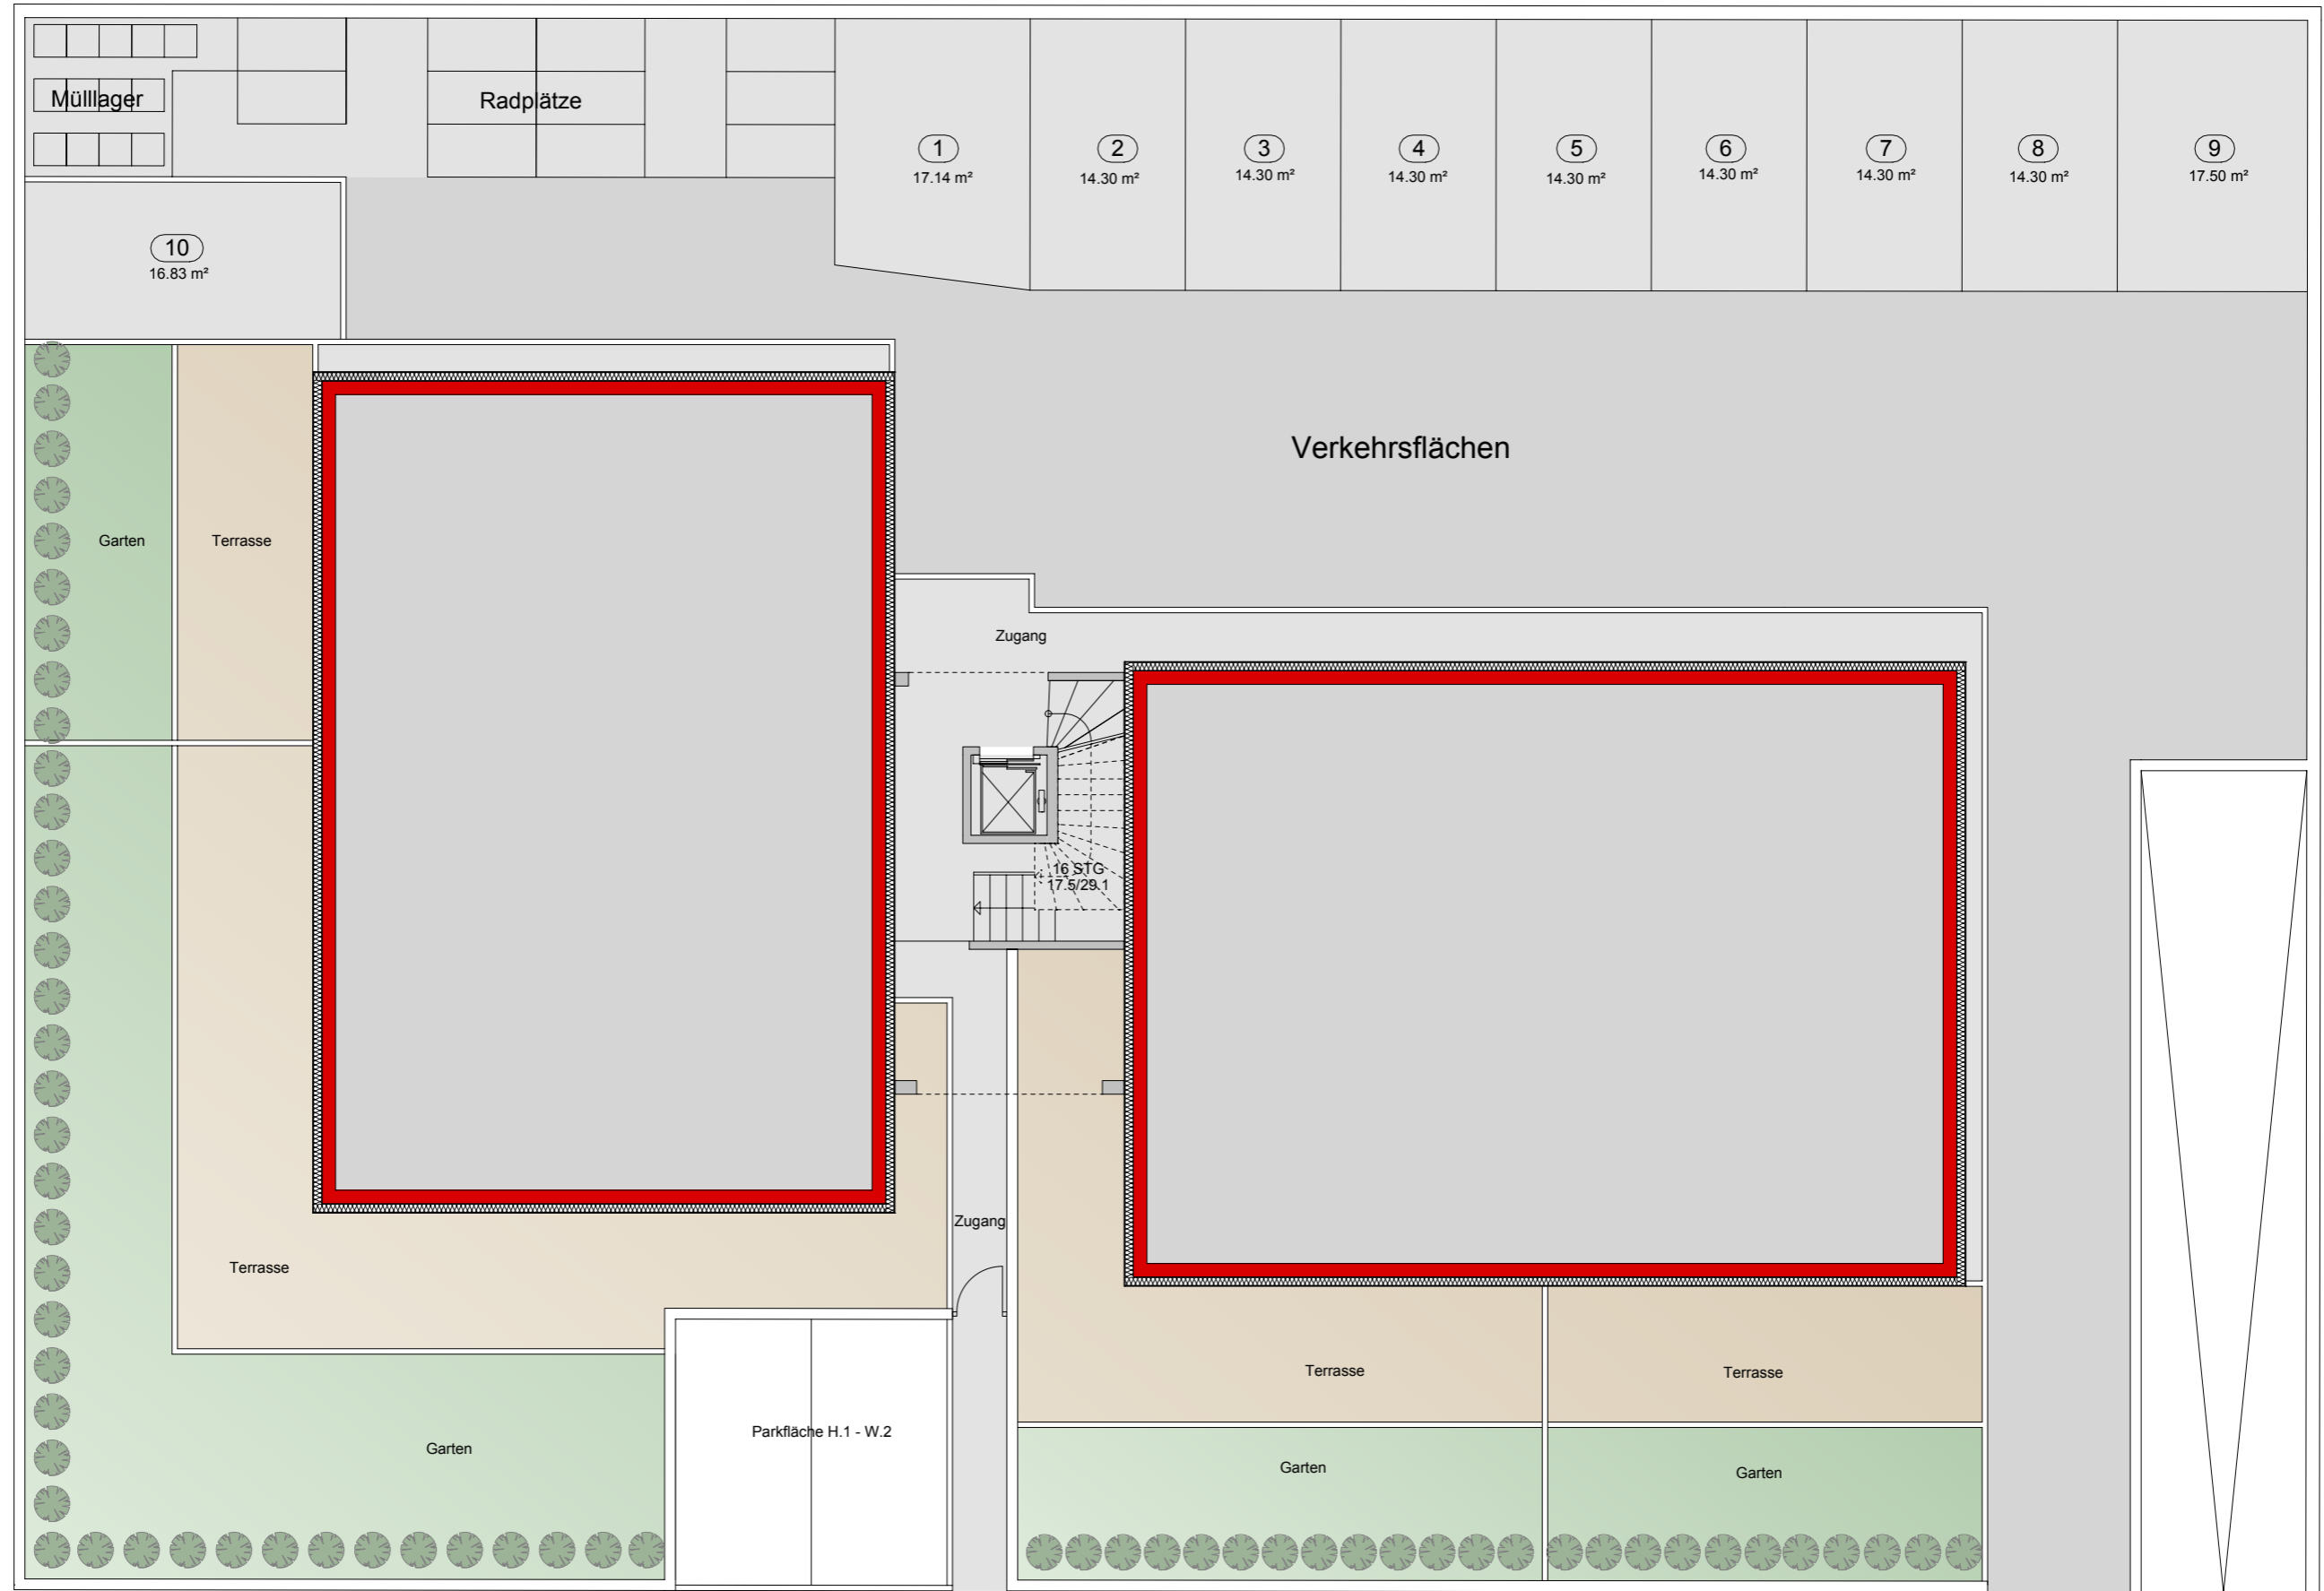 Mülllager
Radplätze
1
17.14 m²
2
14.30 m²
3
14.30 m²
4
14.30 m²
5
14.30 m²
6
14.30 m²
7
14.30 m²
8
14.30 m²
9
17.50 m²
10
16.83 m²
Verkehrsflächen
Garten
Terrasse
Zugang
16 STG
17.5/29.1
Zugang
Terrasse
Terrasse
Terrasse
Parkfläche H.1 - W.2
Garten
Garten
Garten